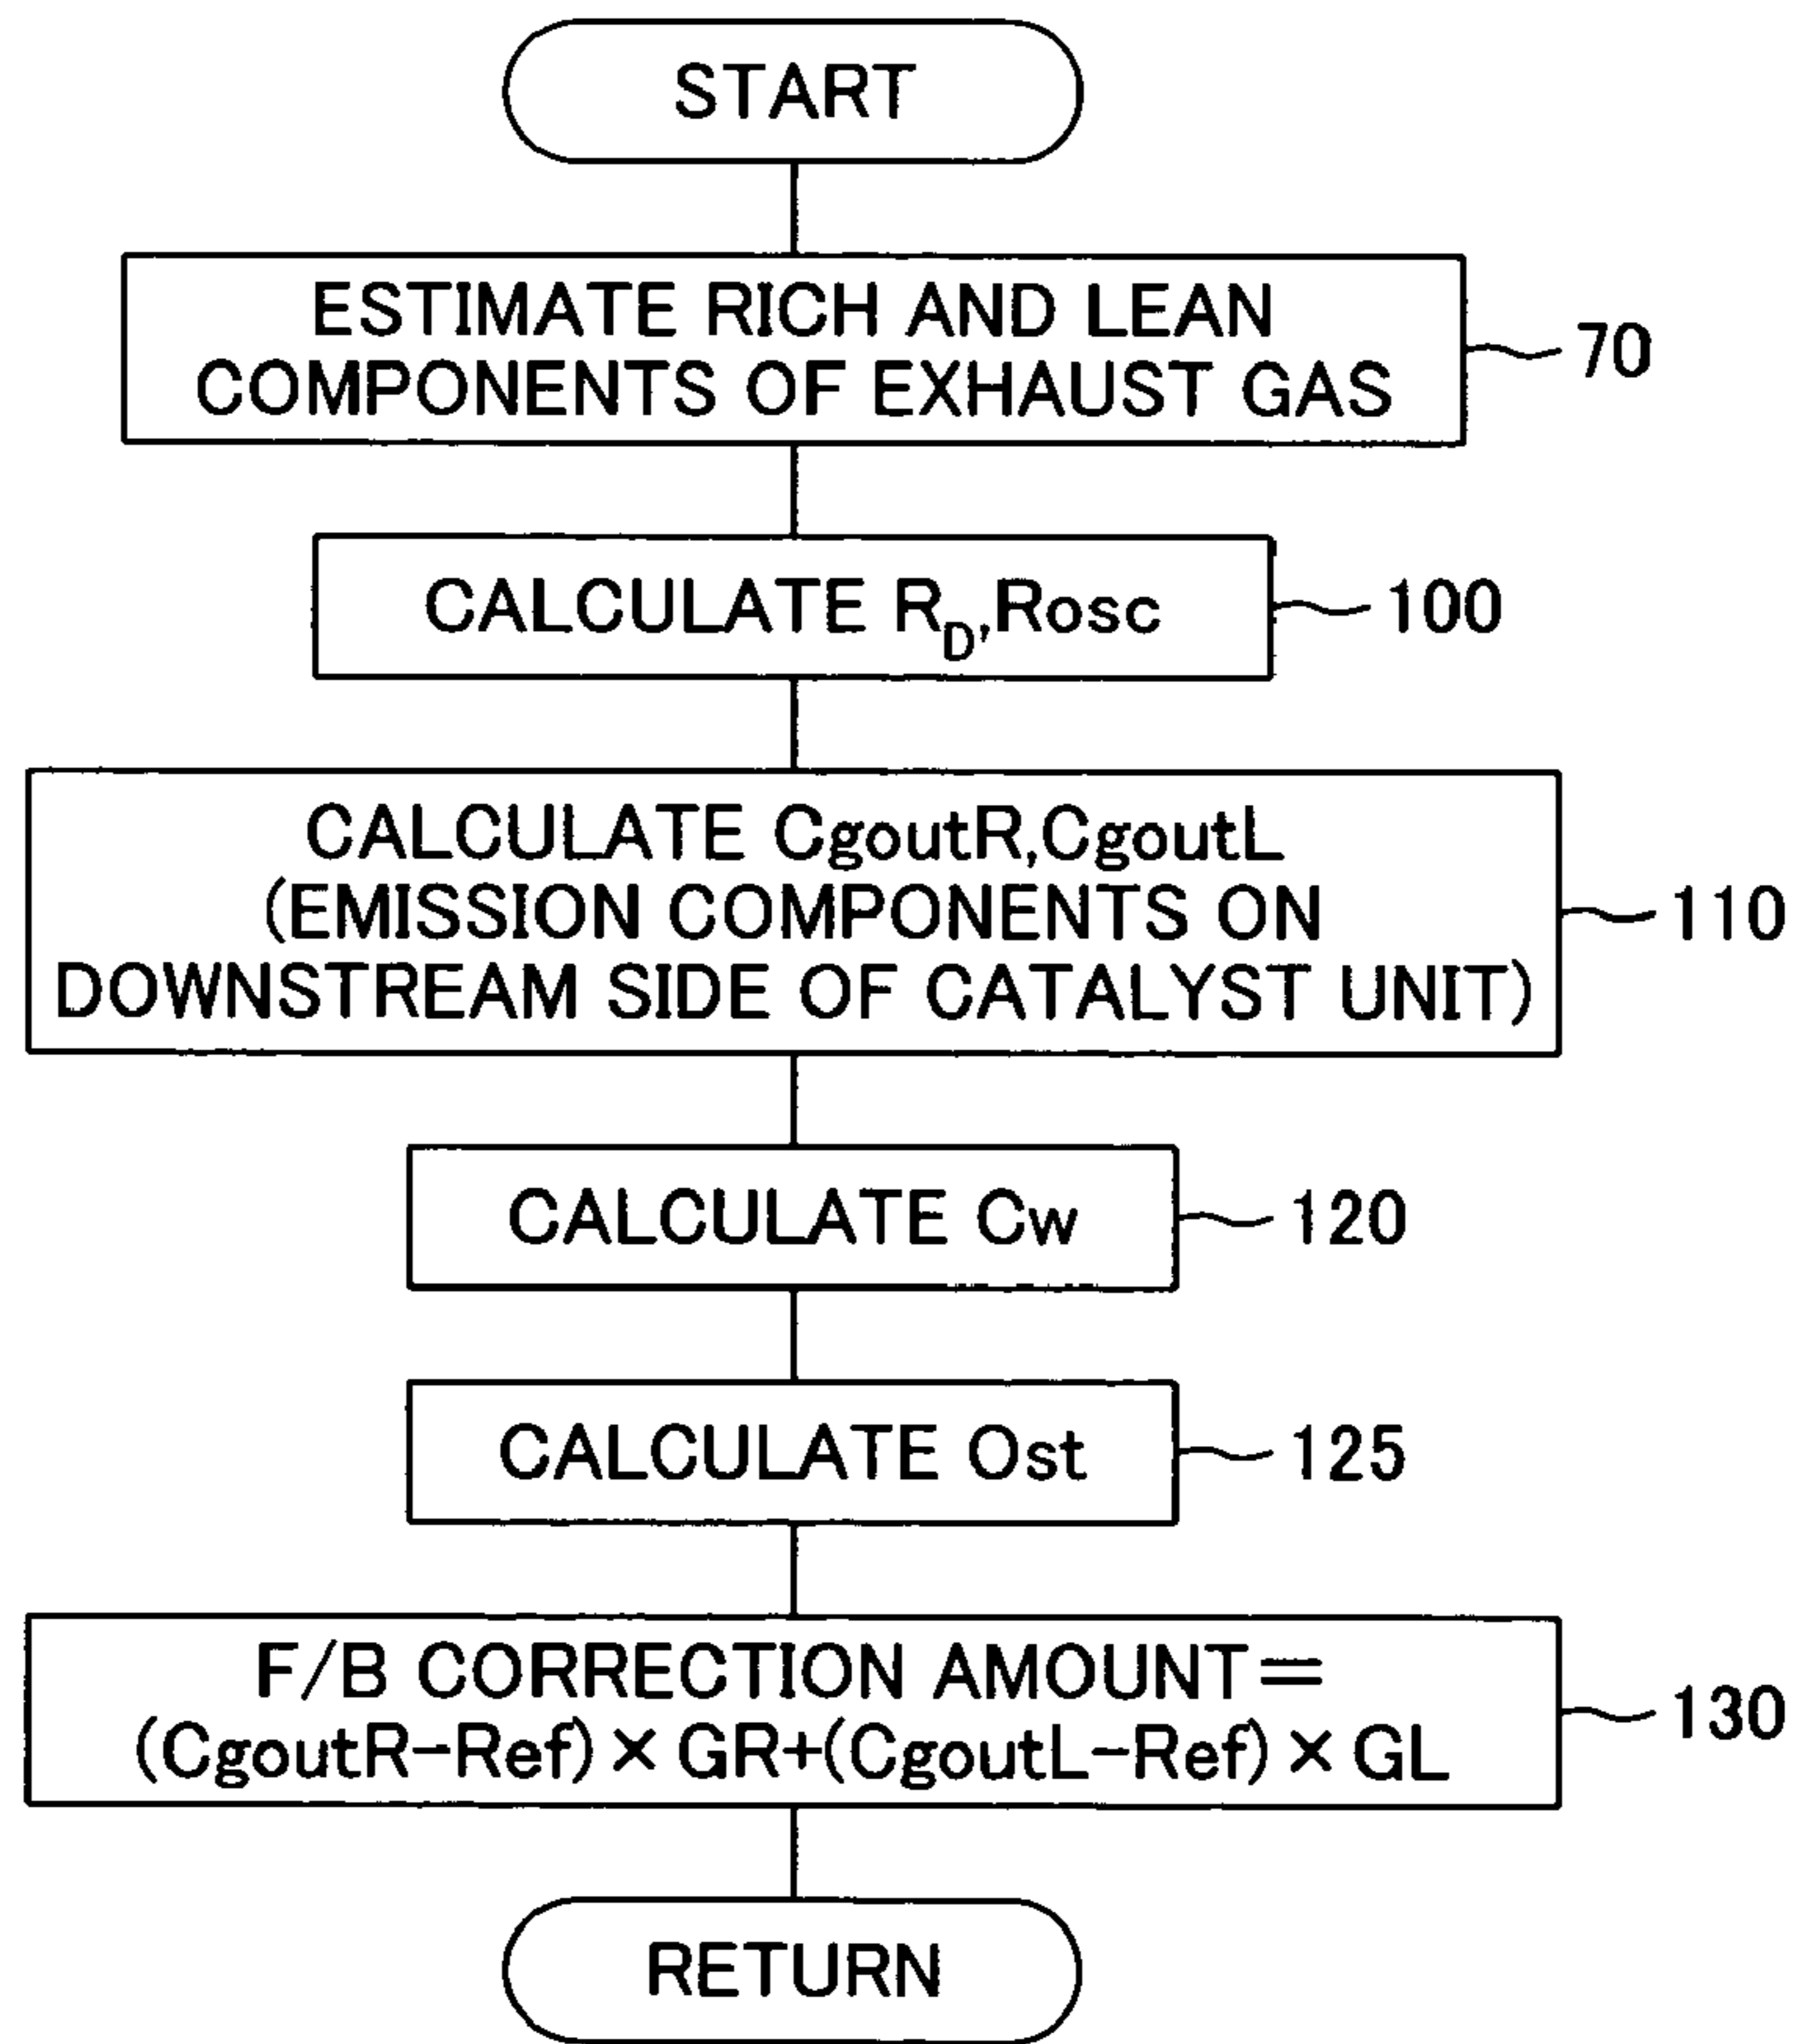 START
ESTIMATE RICH AND LEAN
COMPONENTS OF EXHAUST GAS
70
CALCULATE R_D, Rosc
100
CALCULATE CgoutR,CgoutL
(EMISSION COMPONENTS ON
DOWNSTREAM SIDE OF CATALYST UNIT)
110
CALCULATE Cw
120
CALCULATE Ost
125
F/B CORRECTION AMOUNT=
(CgoutR-Ref)×GR+(CgoutL-Ref)×GL
130
RETURN